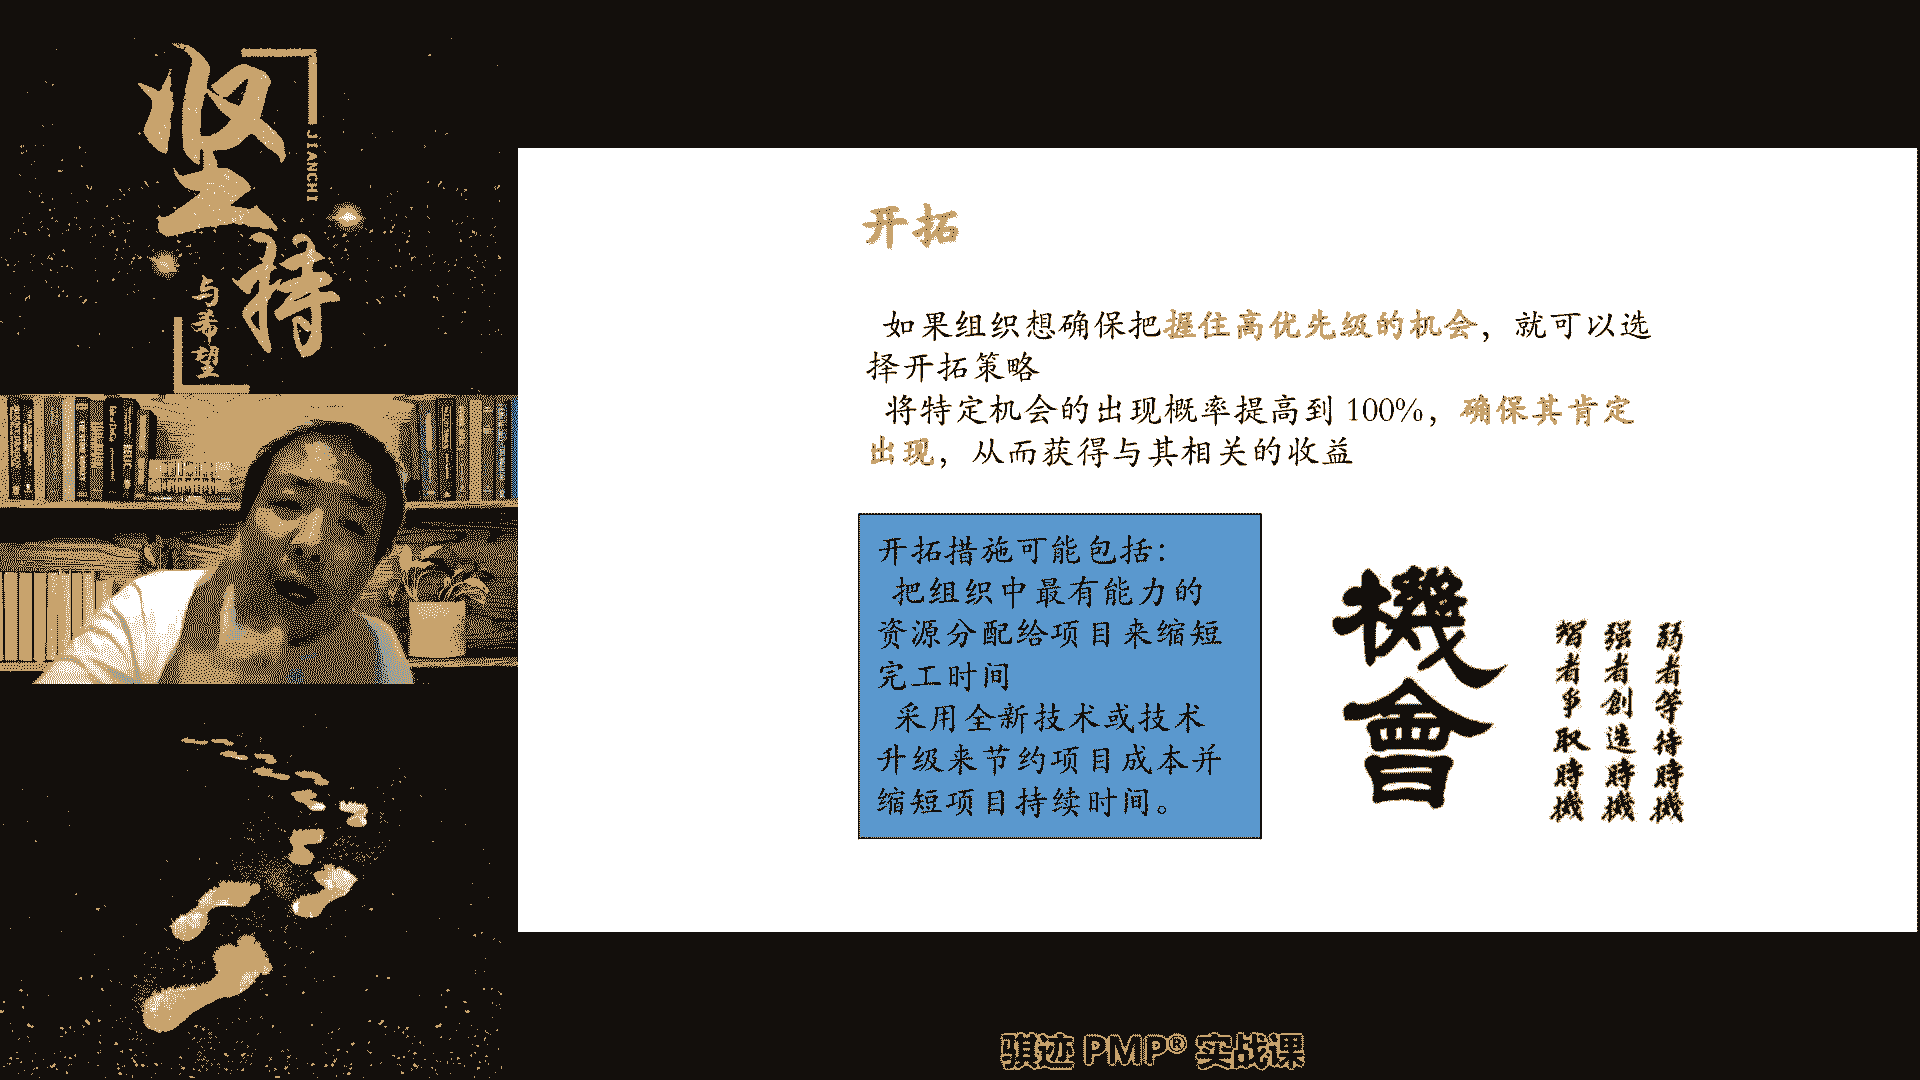 坚持
JIANCHI
与希望
开拓
如果组织想确保把握住高优先级的机会，就可以选
择开拓策略
将特定机会的出现概率提高到 100%，确保其肯定
出现，从而获得与其相关的收益
开拓措施可能包括：
把组织中最有能力的
资源分配给项目来缩短
完工时间
采用全新技术或技术
升级来节约项目成本并
缩短项目持续时间。
機會
弱者等待時機
强者創造時機
智者爭取時機
骐迹 PMP® 实战课